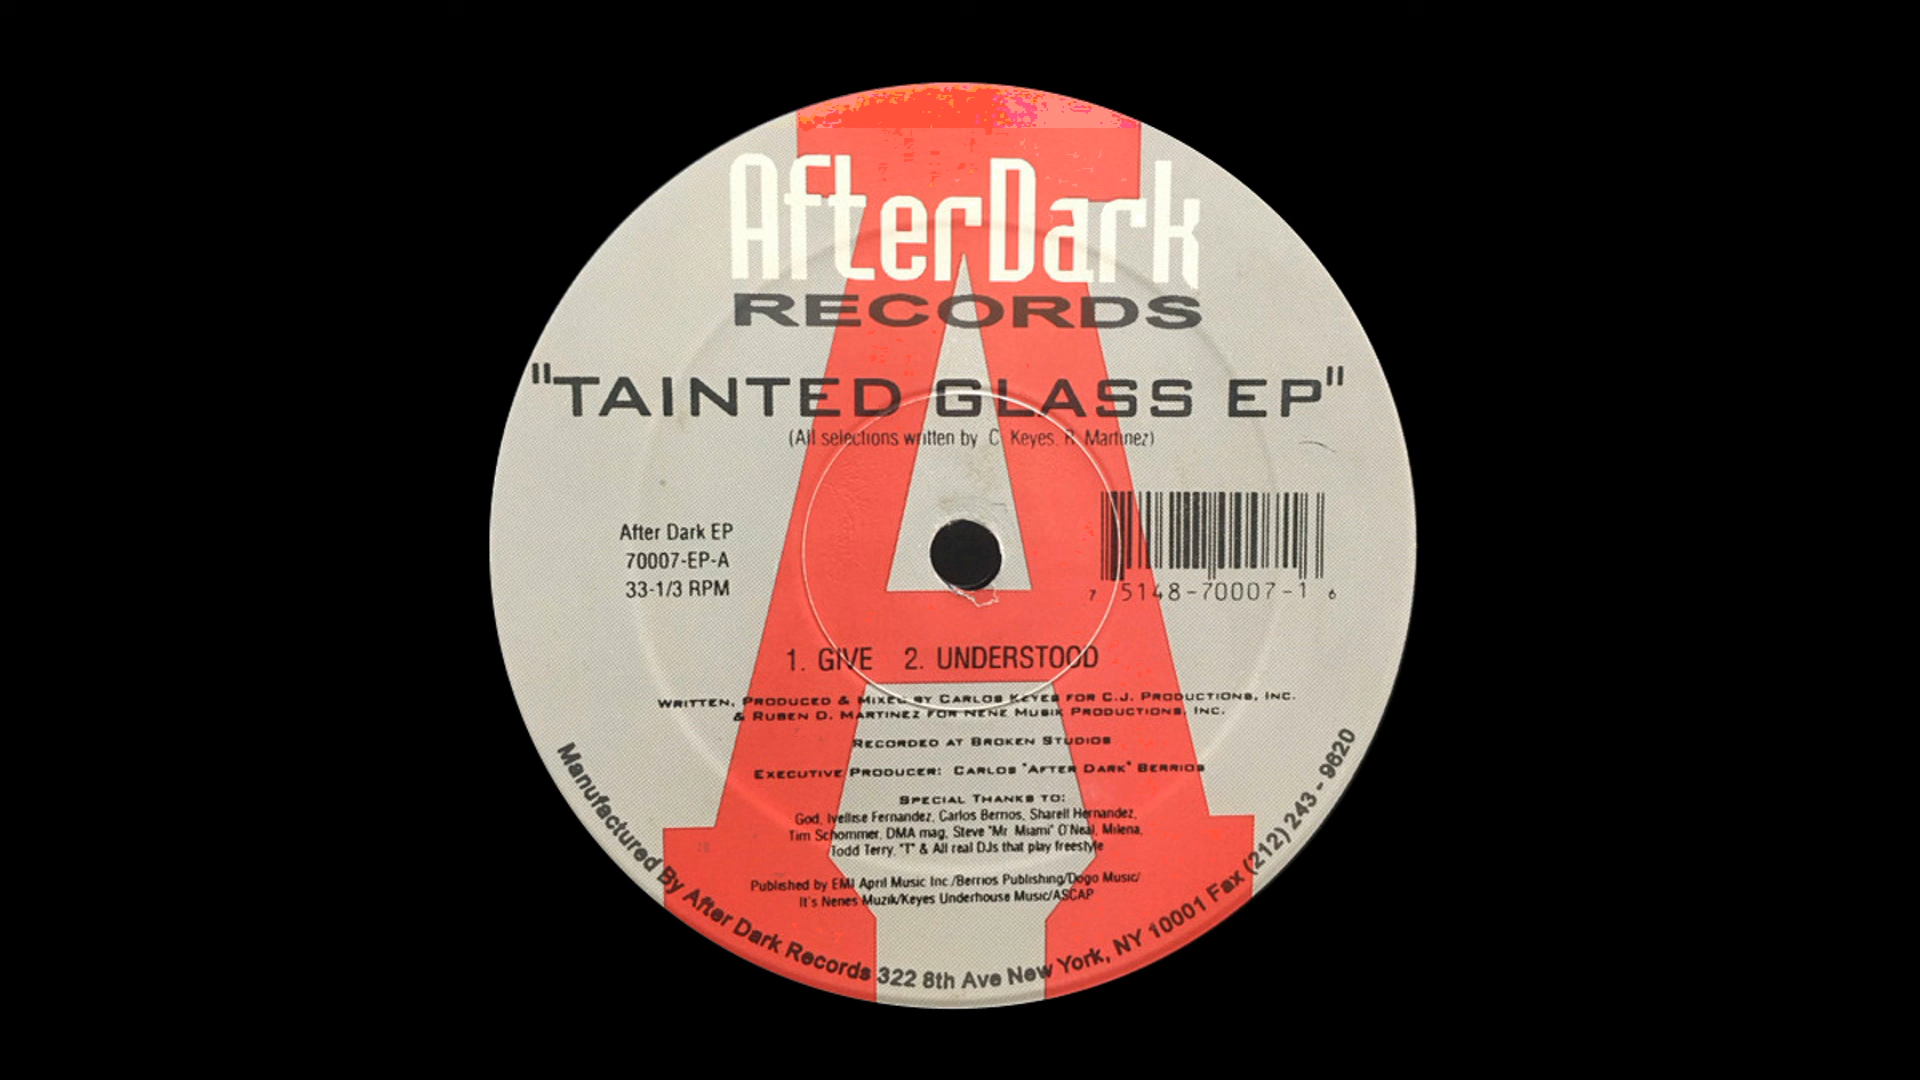 AfterDark
RECORDS
"TAINTED GLASS EP"
(All selections written by C. Keyes, R. Martinez)
After Dark EP
70007-EP-A
33-1/3 RPM
7 5148-70007-1 6
1. GIVE 2. UNDERSTOOD
WRITTEN, PRODUCED & MIXED BY CARLOS KEYES FOR C.J. PRODUCTIONS, INC.
& RUBEN D. MARTINEZ FOR NENE MUSIK PRODUCTIONS, INC.
RECORDED AT BROKEN STUDIOS
EXECUTIVE PRODUCER: CARLOS "AFTER DARK" BERRIOS
SPECIAL THANKS TO:
God, Ivellise Fernandez, Carlos Berrios, Sharell Hernandez,
Tim Schommer, DMA mag, Steve "Mr. Miami" O'Neal, Milena,
Todd Terry, "T" & All real DJs that play freestyle
Published by EMI April Music Inc./Berrios Publishing/Dogo Music/
It's Nenes Muzik/Keyes Underhouse Music/ASCAP
Manufactured By After Dark Records 322 8th Ave New York, NY 10001 Fax (212) 243 - 9620